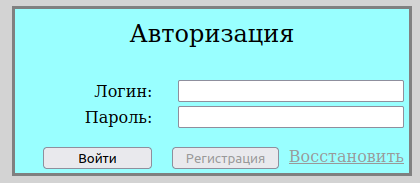 Авторизация
Логин:
Пароль:
Войти Регистрация Восстановить